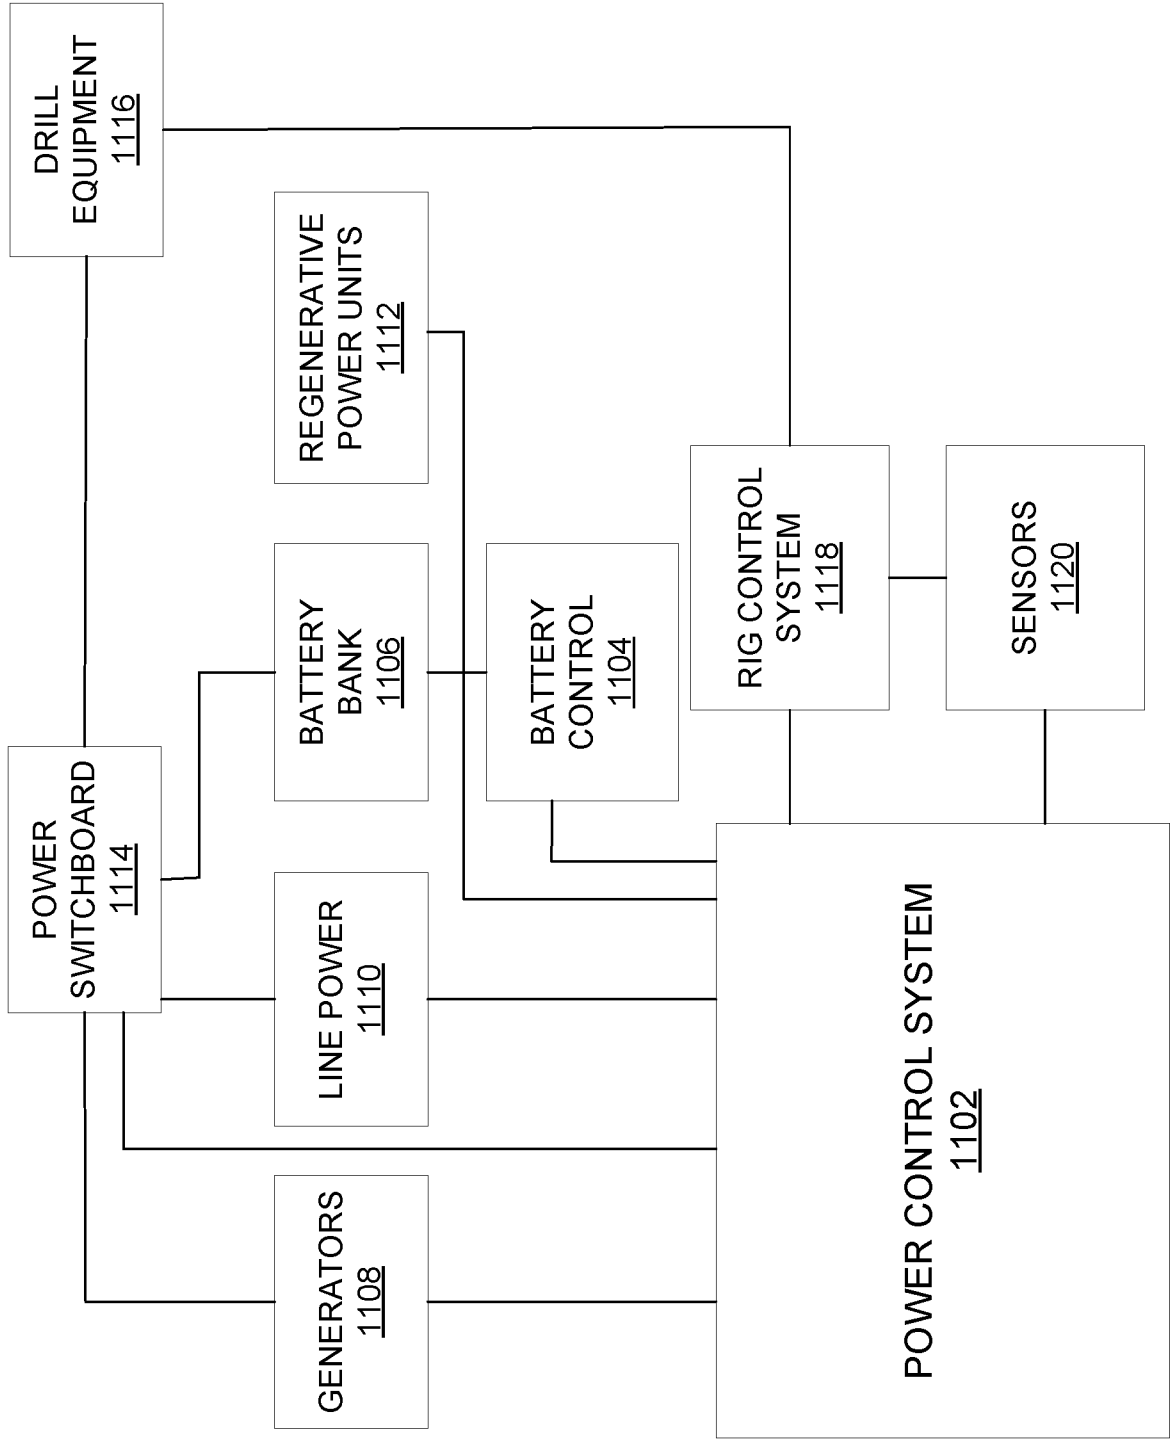 DRILL
EQUIPMENT
1116
REGENERATIVE
POWER UNITS
1112
POWER
SWITCHBOARD
1114
BATTERY
BANK
1106
BATTERY
CONTROL
1104
RIG CONTROL
SYSTEM
1118
SENSORS
1120
LINE POWER
1110
GENERATORS
1108
POWER CONTROL SYSTEM
1102